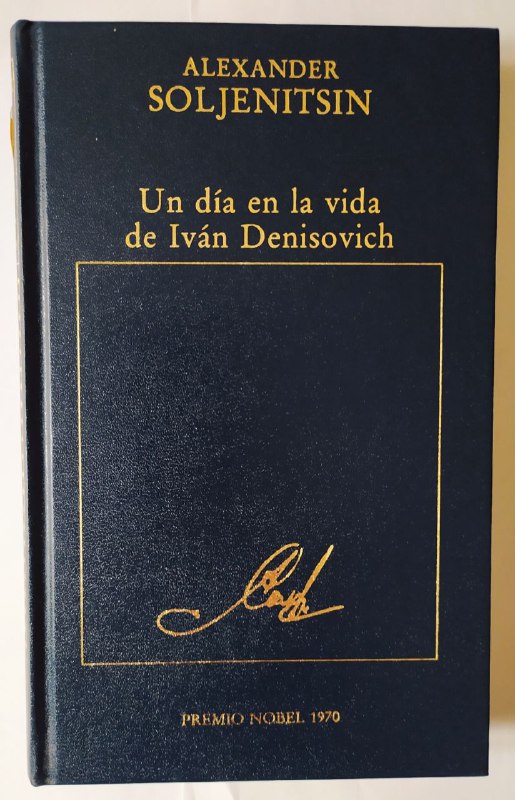 ALEXANDER
SOLJENITSIN
Un día en la vida
de Iván Denisovich
PREMIO NOBEL 1970